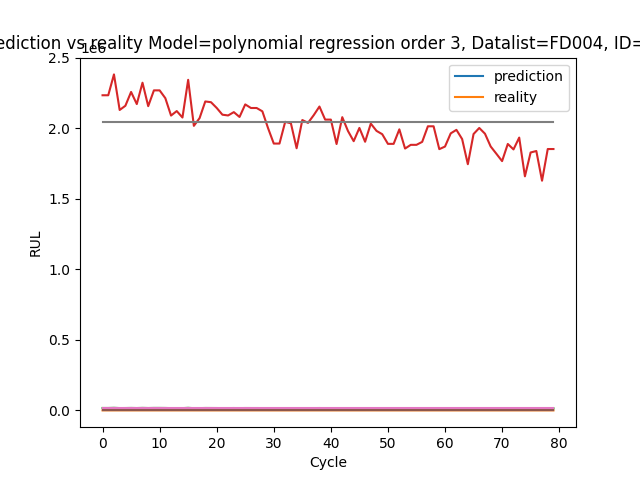 ediction vs reality Model=polynomial regression order 3, Datalist=FD004, ID=
1e6
2.5
2.0
1.5
1.0
0.5
0.0
RUL
prediction
reality
0 10 20 30 40 50 60 70 80
Cycle